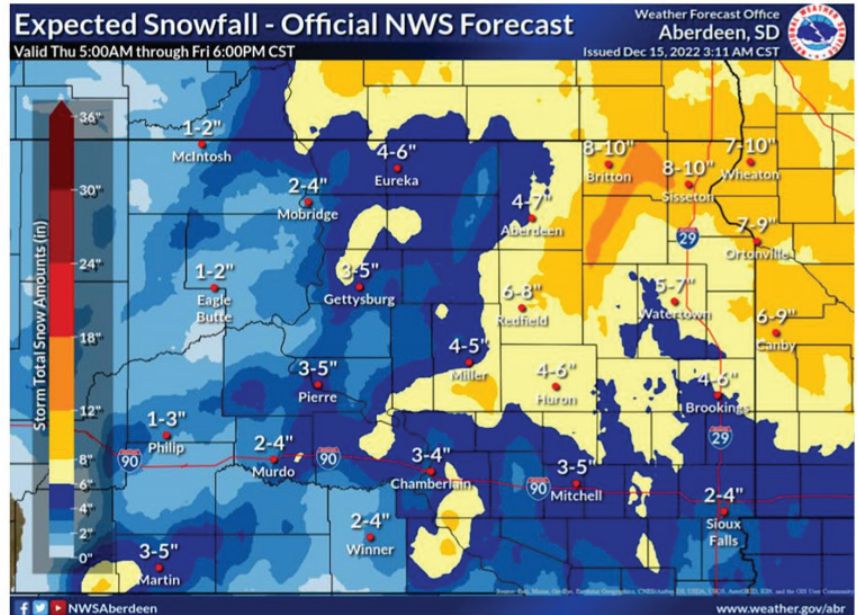 Expected Snowfall - Official NWS Forecast
Valid Thu 5:00AM through Fri 6:00PM CST
Weather Forecast Office
Aberdeen, SD
Issued Dec 15, 2022 3:11 AM CST
Storm Total Snow Amounts (in)
36"
30"
24"
18"
12"
8"
6"
4"
2"
0"
1-2"
McIntosh
4-6"
Eureka
8-10"
Britton
7-10"
Wheaton
8-10"
Sisseton
2-4"
Mobridge
4-7"
Aberdeen
29
7-9"
Ortonville
1-2"
Eagle
Butte
3-5"
Gettysburg
6-8"
Redfield
5-7"
Watertown
6-9"
Canby
4-5"
Miller
3-5"
Pierre
4-6"
Huron
4-6"
Brookings
1-3"
Philip
29
90
2-4"
Murdo
90
3-4"
Chamberlain
90
3-5"
Mitchell
2-4"
Sioux
Falls
2-4"
Winner
3-5"
Martin
NWSAberdeen
www.weather.gov/abr